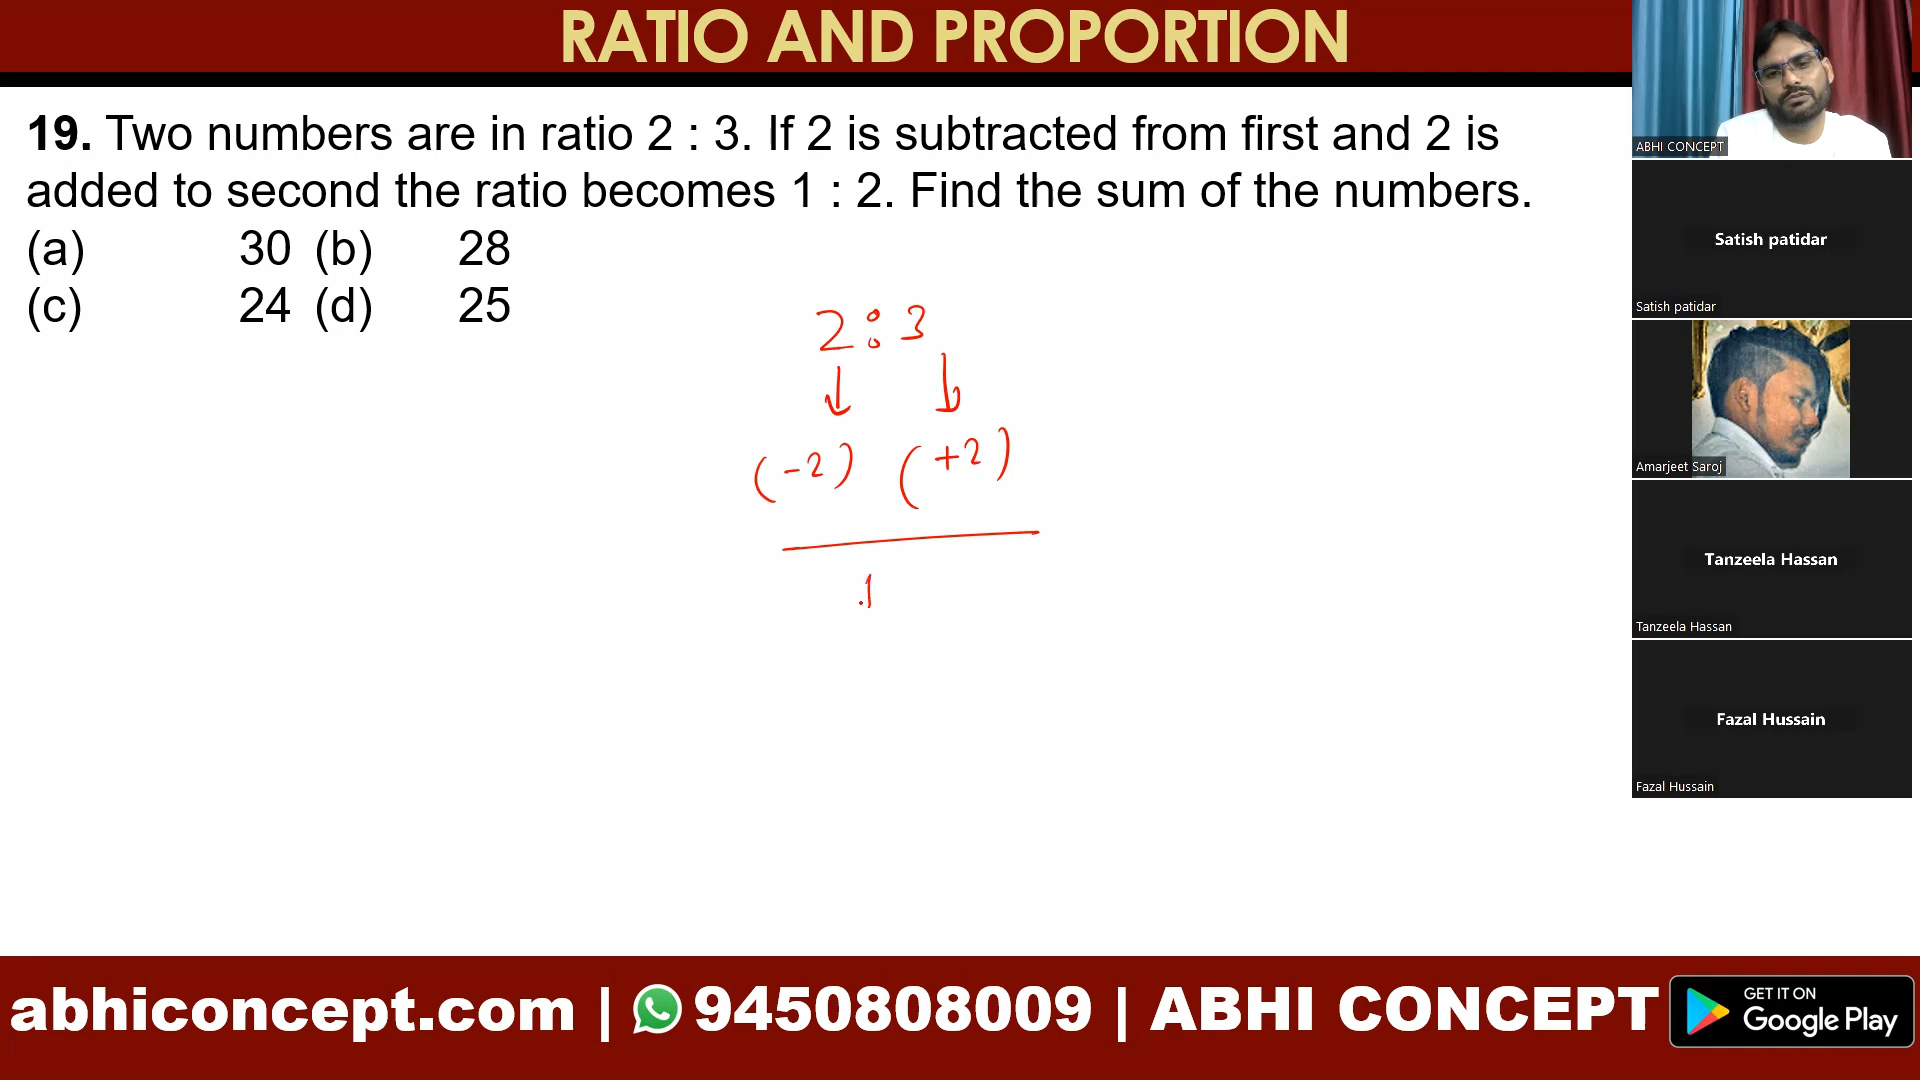 RATIO AND PROPORTION
19. Two numbers are in ratio 2 : 3. If 2 is subtracted from first and 2 is
added to second the ratio becomes 1 : 2. Find the sum of the numbers.
(a) 30 (b) 28
(c) 24 (d) 25
2 : 3
(-2) (+2)
1
ABHI CONCEPT
Satish patidar
Satish patidar
Amarjeet Saroj
Tanzeela Hassan
Tanzeela Hassan
Fazal Hussain
Fazal Hussain
abhiconcept.com | 9450808009 | ABHI CONCEPT
GET IT ON
Google Play